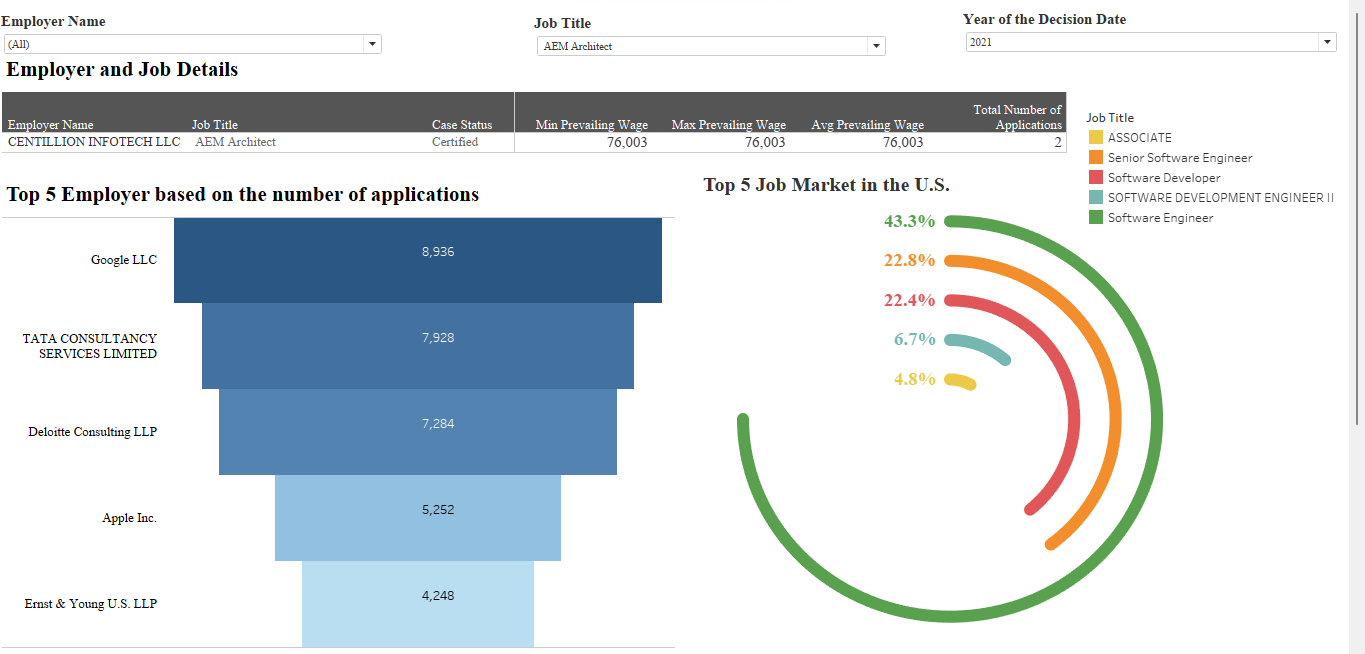 Employer Name
(All)
Job Title
AEM Architect
Year of the Decision Date
2021
Employer and Job Details
Employer Name Job Title Case Status Min Prevailing Wage Max Prevailing Wage Avg Prevailing Wage Total Number of
Applications
CENTILLION INFOTECH LLC AEM Architect Certified 76,003 76,003 76,003 2
Job Title
ASSOCIATE
Senior Software Engineer
Software Developer
SOFTWARE DEVELOPMENT ENGINEER II
Software Engineer
Top 5 Employer based on the number of applications
Google LLC 8,936
TATA CONSULTANCY
SERVICES LIMITED 7,928
Deloitte Consulting LLP 7,284
Apple Inc. 5,252
Ernst & Young U.S. LLP 4,248
Top 5 Job Market in the U.S.
43.3%
22.8%
22.4%
6.7%
4.8%